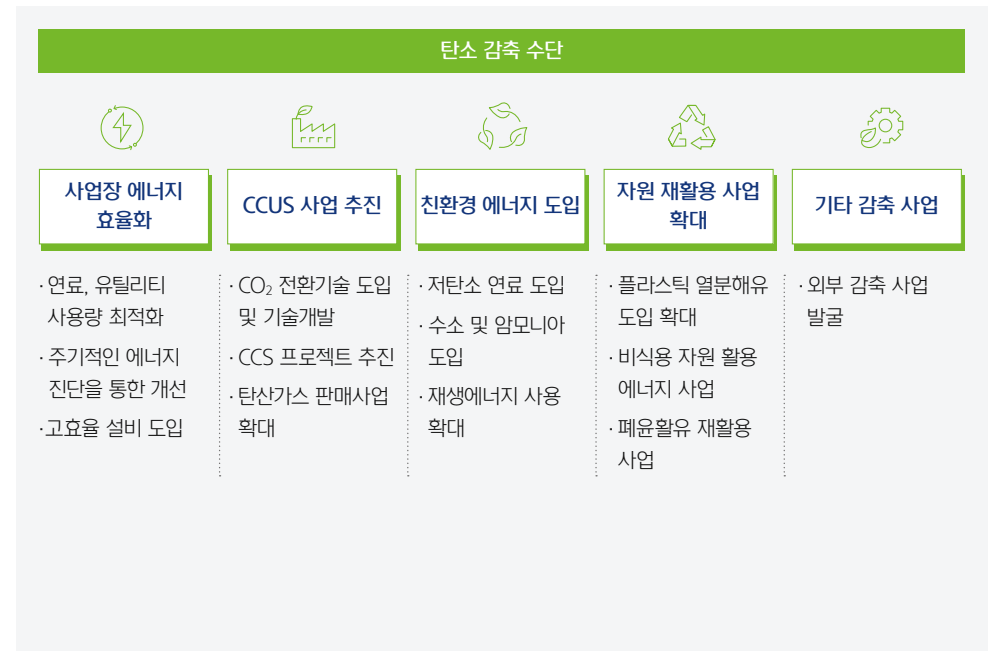 탄소 감축 수단
사업장 에너지
효율화
· 연료, 유틸리티
사용량 최적화
· 주기적인 에너지
진단을 통한 개선
·고효율 설비 도입
CCUS 사업 추진
· CO₂ 전환기술 도입
및 기술개발
· CCS 프로젝트 추진
· 탄산가스 판매사업
확대
친환경 에너지 도입
· 저탄소 연료 도입
· 수소 및 암모니아
도입
· 재생에너지 사용
확대
자원 재활용 사업
확대
· 플라스틱 열분해유
도입 확대
· 비식용 자원 활용
에너지 사업
· 폐윤활유 재활용
사업
기타 감축 사업
· 외부 감축 사업
발굴